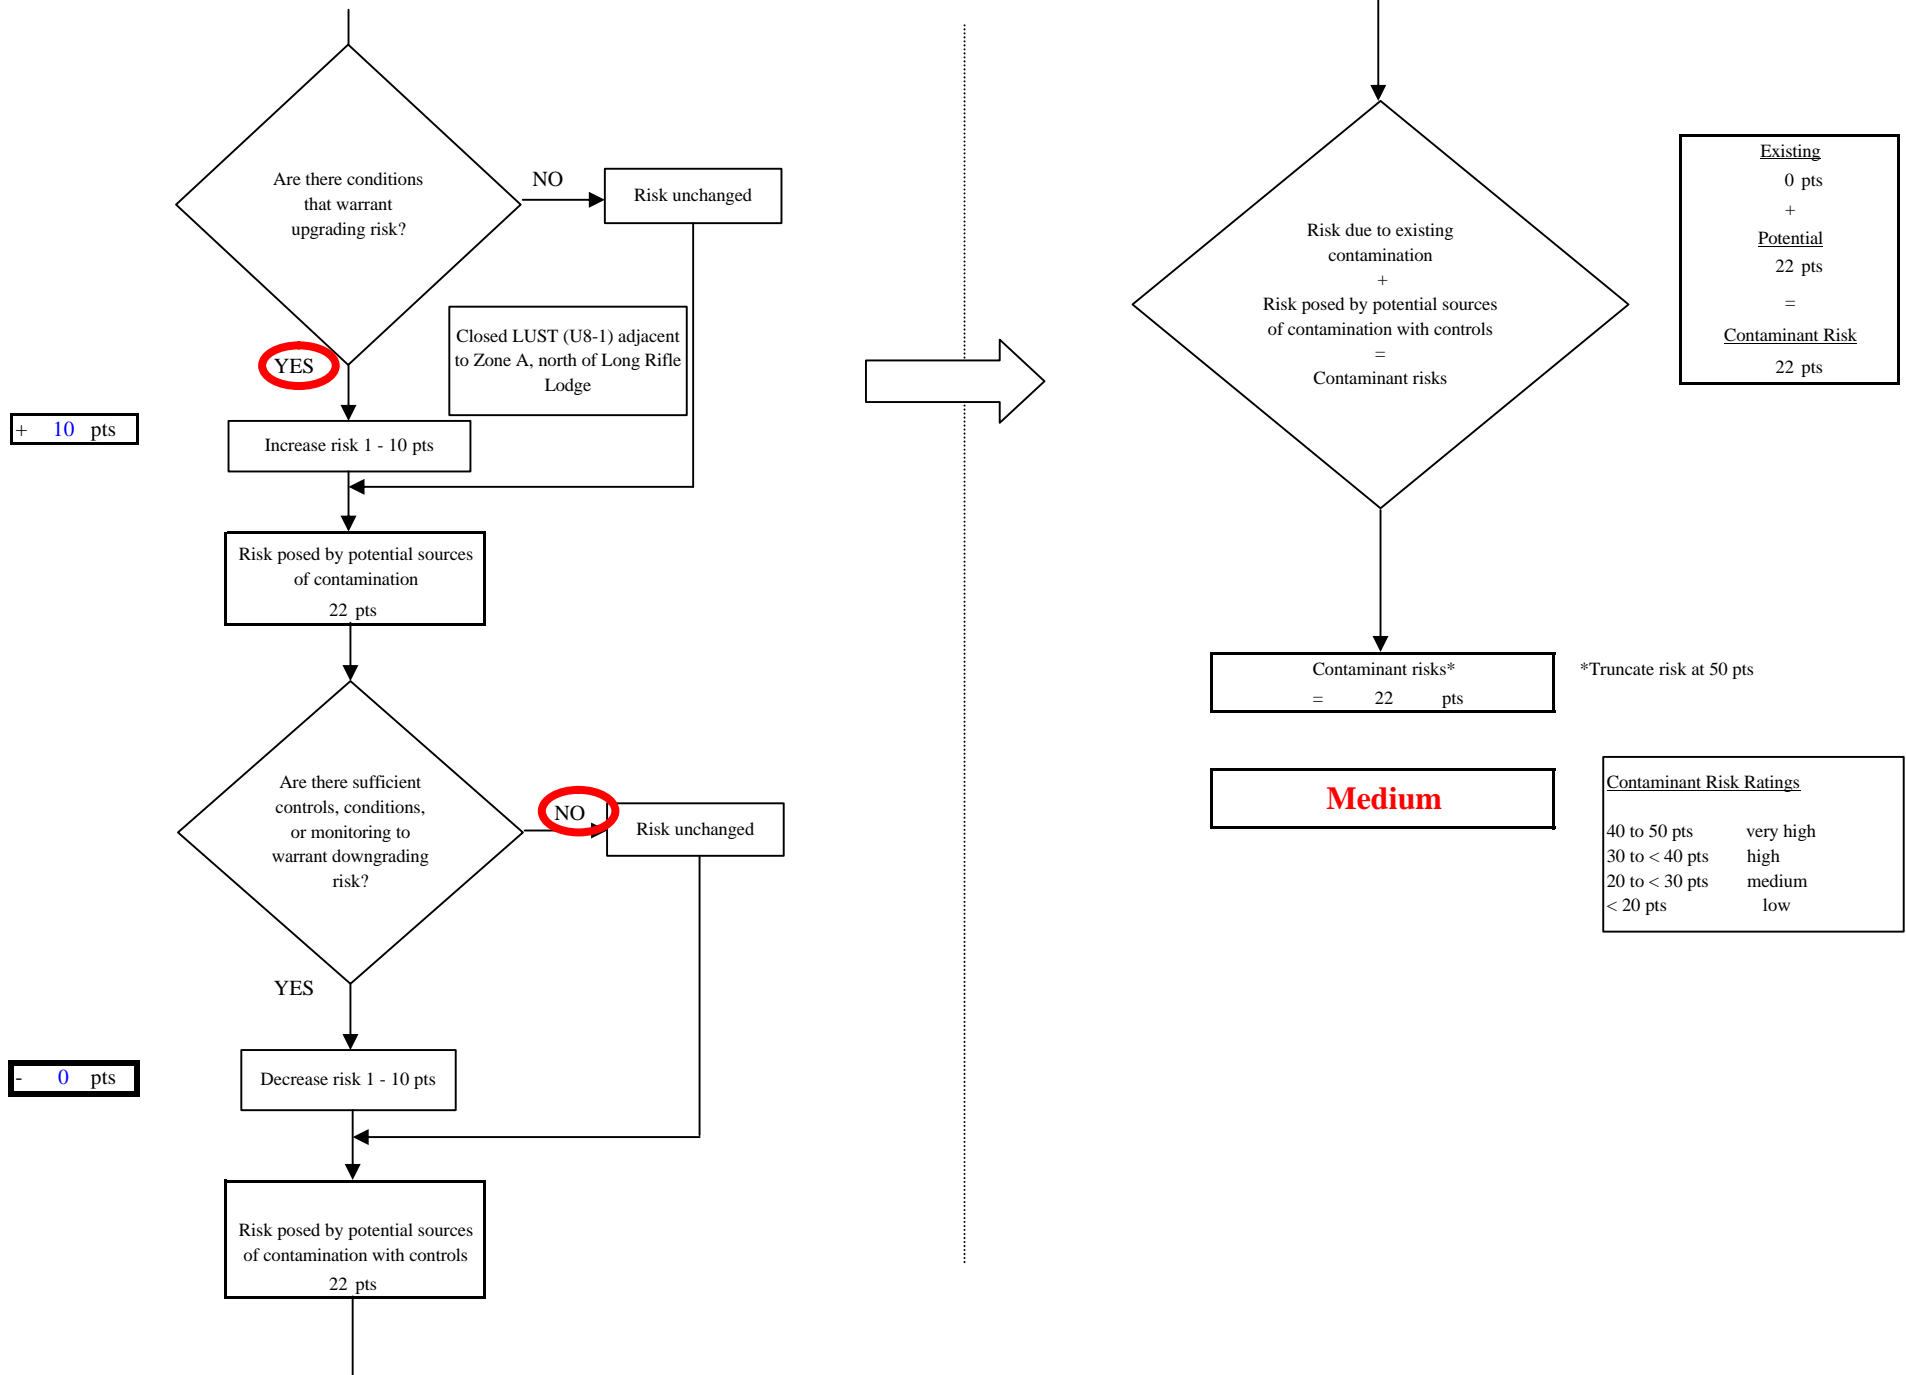 Are there conditions
that warrant
upgrading risk?
NO
Risk unchanged
YES
Closed LUST (U8-1) adjacent
to Zone A, north of Long Rifle
Lodge
+ 10 pts
Increase risk 1 - 10 pts
Risk posed by potential sources
of contamination
22 pts
Are there sufficient
controls, conditions,
or monitoring to
warrant downgrading
risk?
NO
Risk unchanged
YES
- 0 pts
Decrease risk 1 - 10 pts
Risk posed by potential sources
of contamination with controls
22 pts
Risk due to existing
contamination
+
Risk posed by potential sources
of contamination with controls
=
Contaminant risks
Existing
0 pts
+
Potential
22 pts
=
Contaminant Risk
22 pts
Contaminant risks*
= 22 pts
*Truncate risk at 50 pts
Medium
Contaminant Risk Ratings
40 to 50 pts very high
30 to < 40 pts high
20 to < 30 pts medium
< 20 pts low